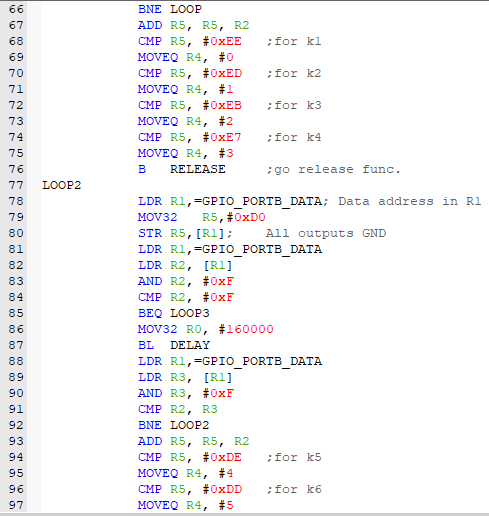 66 BNE LOOP
67 ADD R5, R5, R2
68 CMP R5, #0xEE ;for k1
69 MOVEQ R4, #0
70 CMP R5, #0xED ;for k2
71 MOVEQ R4, #1
72 CMP R5, #0xEB ;for k3
73 MOVEQ R4, #2
74 CMP R5, #0xE7 ;for k4
75 MOVEQ R4, #3
76 B RELEASE ;go release func.
77 LOOP2
78 LDR R1,=GPIO_PORTB_DATA; Data address in R1
79 MOV32 R5,#0xD0
80 STR R5,[R1]; All outputs GND
81 LDR R1,=GPIO_PORTB_DATA
82 LDR R2, [R1]
83 AND R2, #0xF
84 CMP R2, #0xF
85 BEQ LOOP3
86 MOV32 R0, #160000
87 BL DELAY
88 LDR R1,=GPIO_PORTB_DATA
89 LDR R3, [R1]
90 AND R3, #0xF
91 CMP R2, R3
92 BNE LOOP2
93 ADD R5, R5, R2
94 CMP R5, #0xDE ;for k5
95 MOVEQ R4, #4
96 CMP R5, #0xDD ;for k6
97 MOVEQ R4, #5